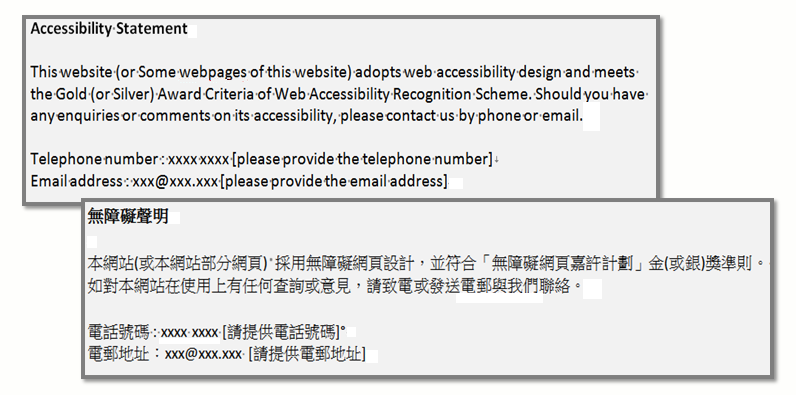 Accessibility Statement
This website (or Some webpages of this website) adopts web accessibility design and meets
the Gold (or Silver) Award Criteria of Web Accessibility Recognition Scheme. Should you have
any enquiries or comments on its accessibility, please contact us by phone or email.
Telephone number : xxxx xxxx [please provide the telephone number]
Email address : xxx@xxx.xxx [please provide the email address]
無障礙聲明
本網站(或本網站部分網頁) 採用無障礙網頁設計，並符合「無障礙網頁嘉許計劃」金(或銀)獎準則。
如對本網站在使用上有任何查詢或意見，請致電或發送電郵與我們聯絡。
電話號碼 : xxxx xxxx [請提供電話號碼]
電郵地址：xxx@xxx.xxx [請提供電郵地址]